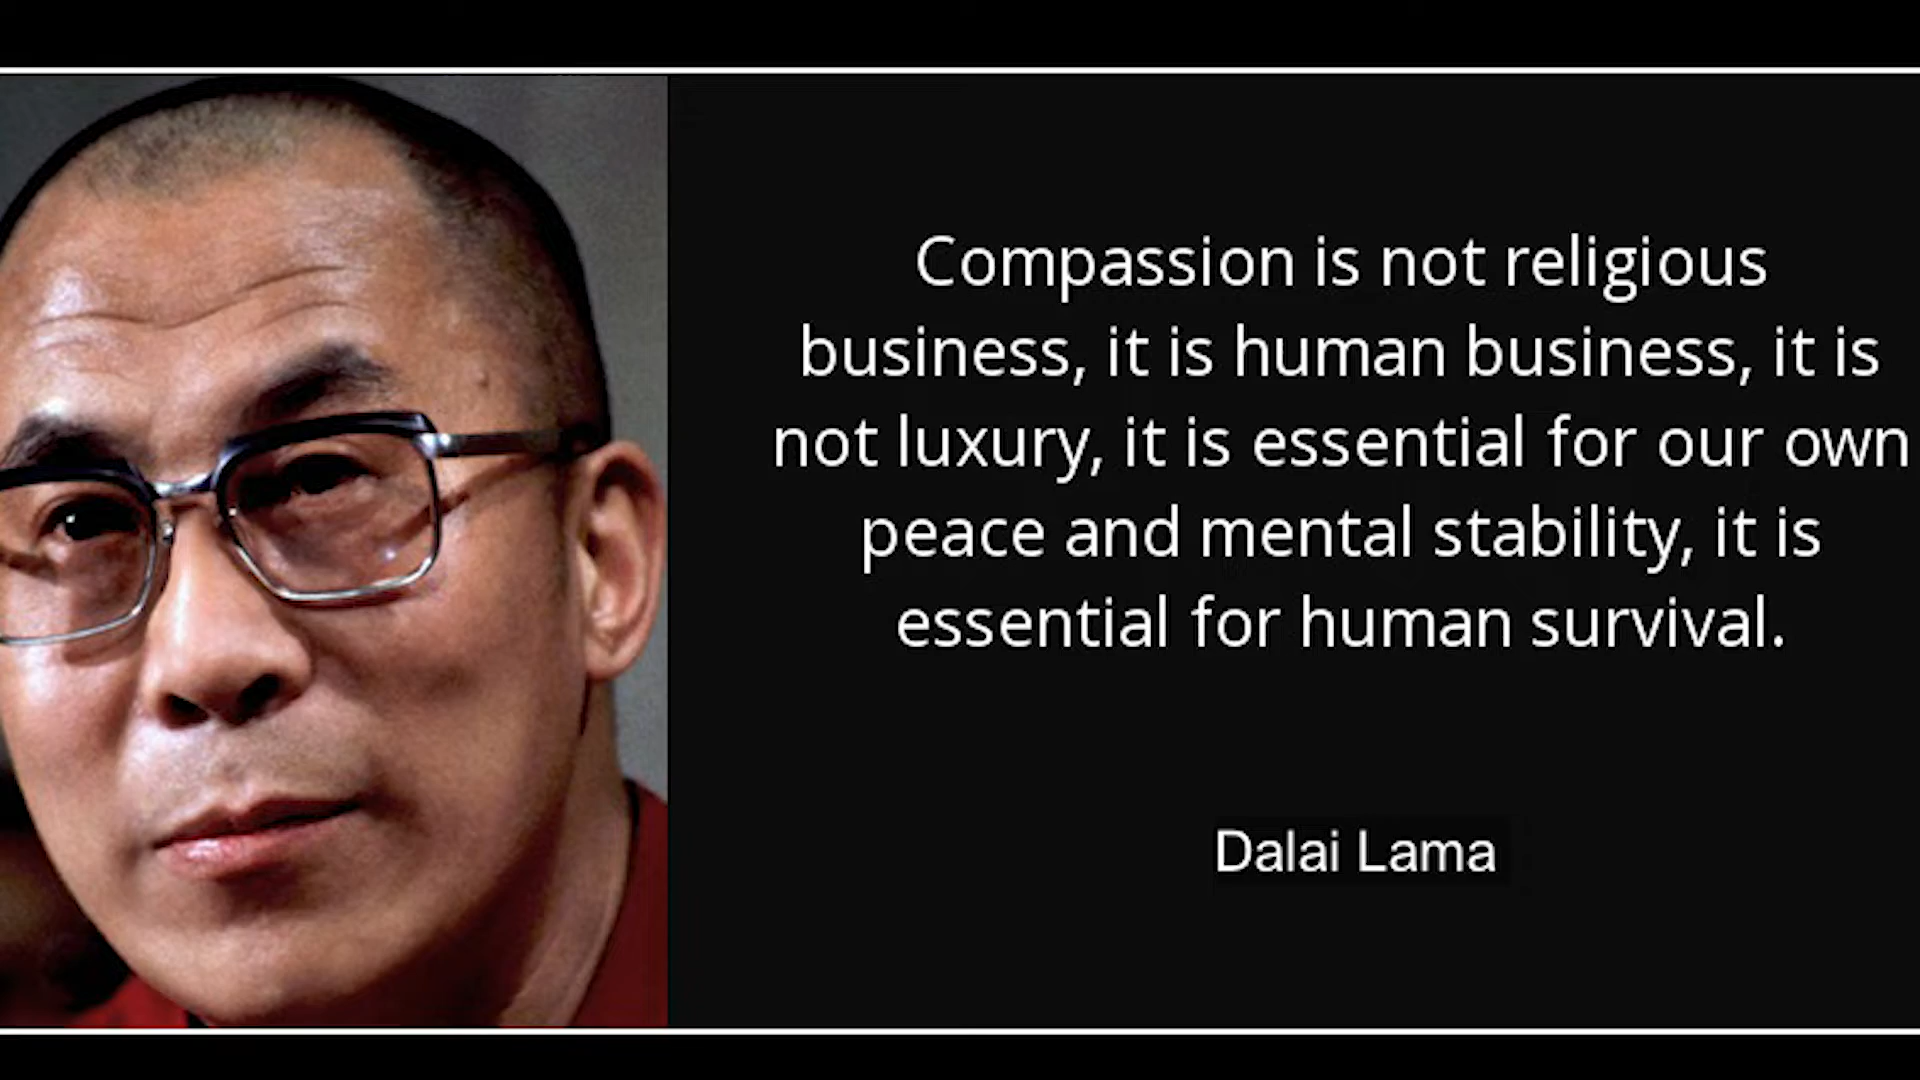 Compassion is not religious
business, it is human business, it is
not luxury, it is essential for our own
peace and mental stability, it is
essential for human survival.
Dalai Lama